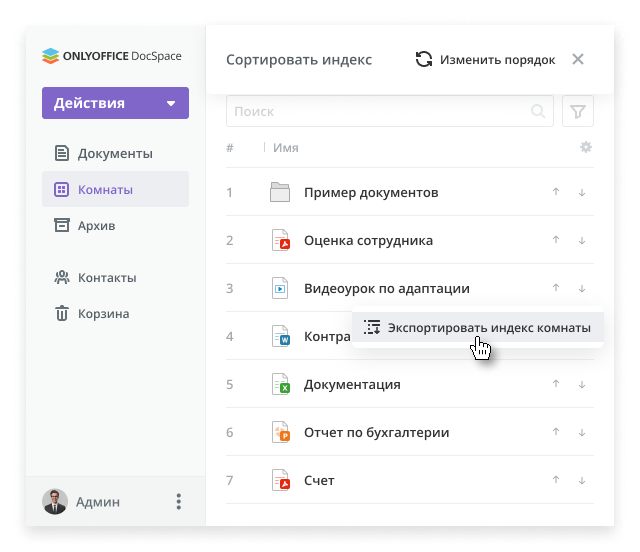 ONLYOFFICE DocSpace
Действия
Документы
Комнаты
Архив
Контакты
Корзина
Админ
Сортировать индекс
Изменить порядок
Поиск
# Имя
1 Пример документов
2 Оценка сотрудника
3 Видеоурок по адаптации
Экспортировать индекс комнаты
4 Контра
5 Документация
6 Отчет по бухгалтерии
7 Счет